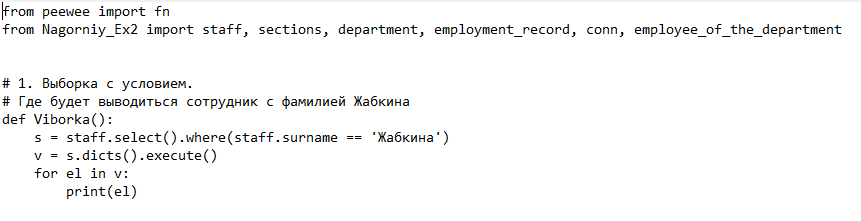 from peewee import fn
from Nagorniy_Ex2 import staff, sections, department, employment_record, conn, employee_of_the_department
# 1. Выборка с условием.
# Где будет выводиться сотрудник с фамилией Жабкина
def Viborka():
    s = staff.select().where(staff.surname == 'Жабкина')
    v = s.dicts().execute()
    for el in v:
        print(el)